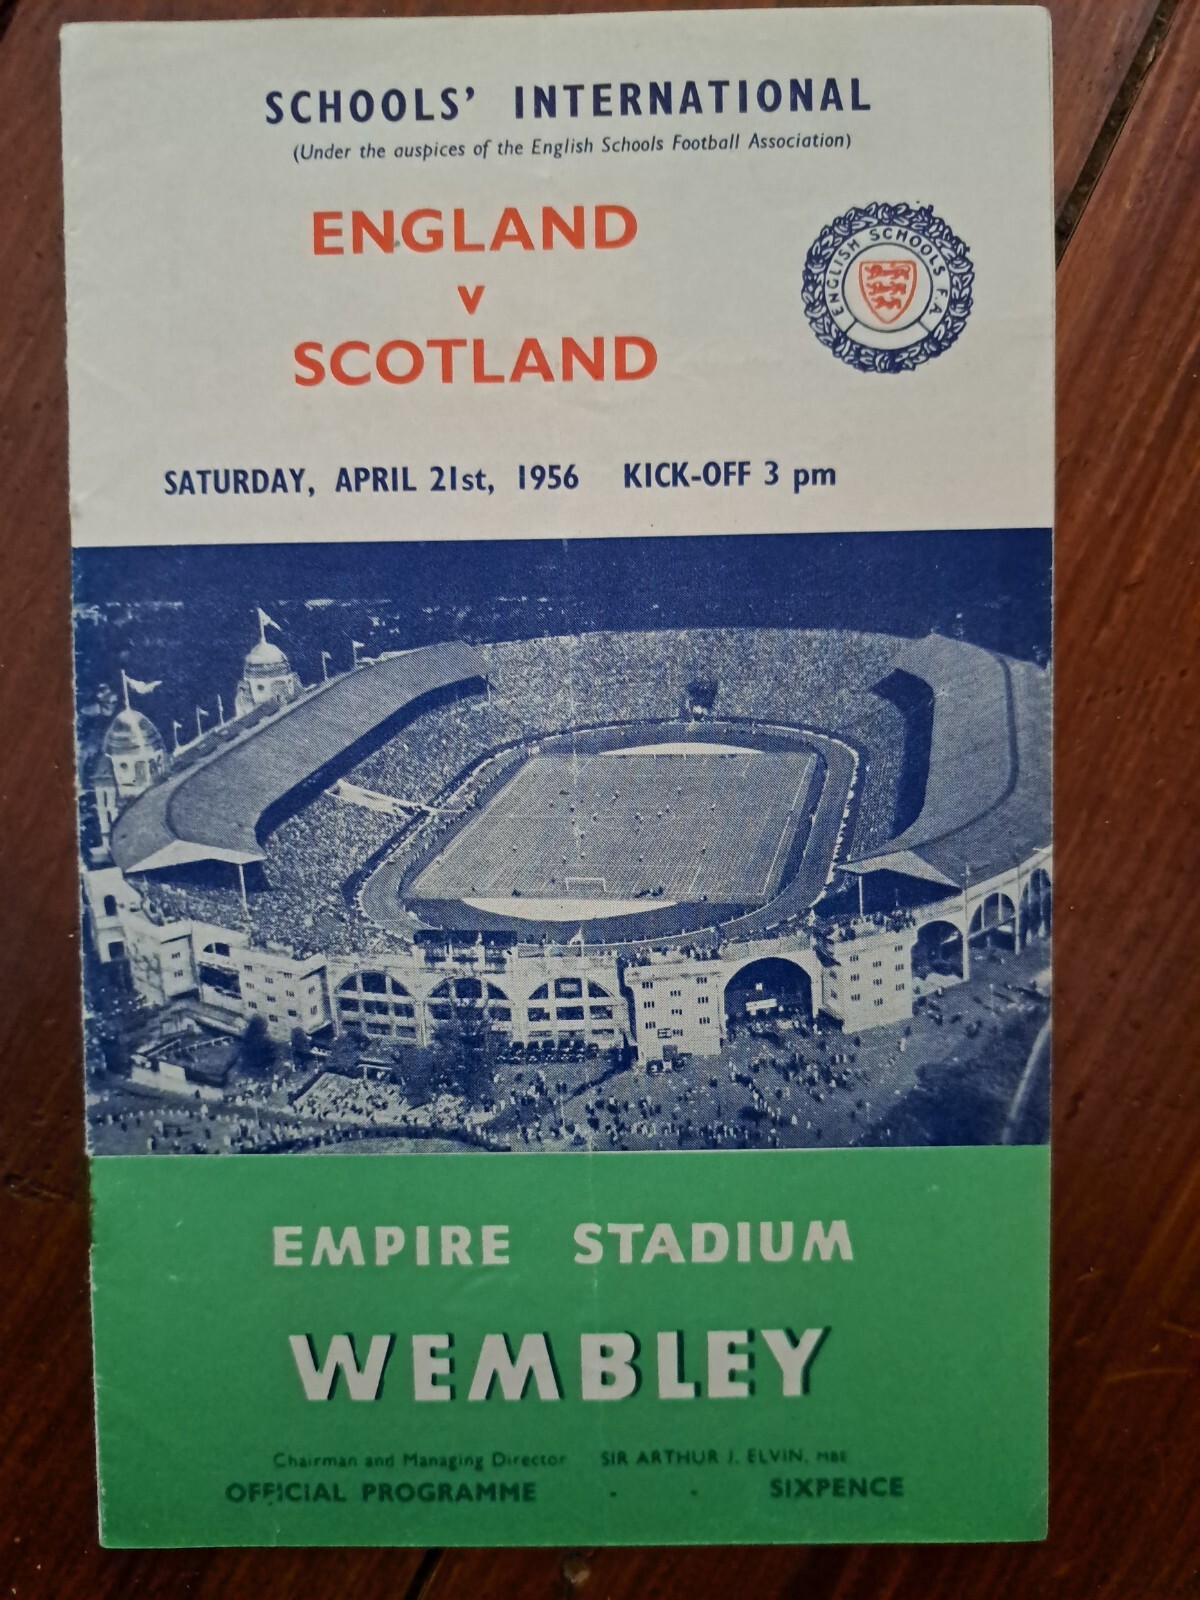 SCHOOLS' INTERNATIONAL
(Under the auspices of the English Schools Football Association)
ENGLAND
v
SCOTLAND
ENGLISH SCHOOLS F.A.
SATURDAY, APRIL 21st, 1956 KICK-OFF 3 pm
EMPIRE STADIUM
WEMBLEY
Chairman and Managing Director SIR ARTHUR J. ELVIN, MBE
OFFICIAL PROGRAMME - - SIXPENCE